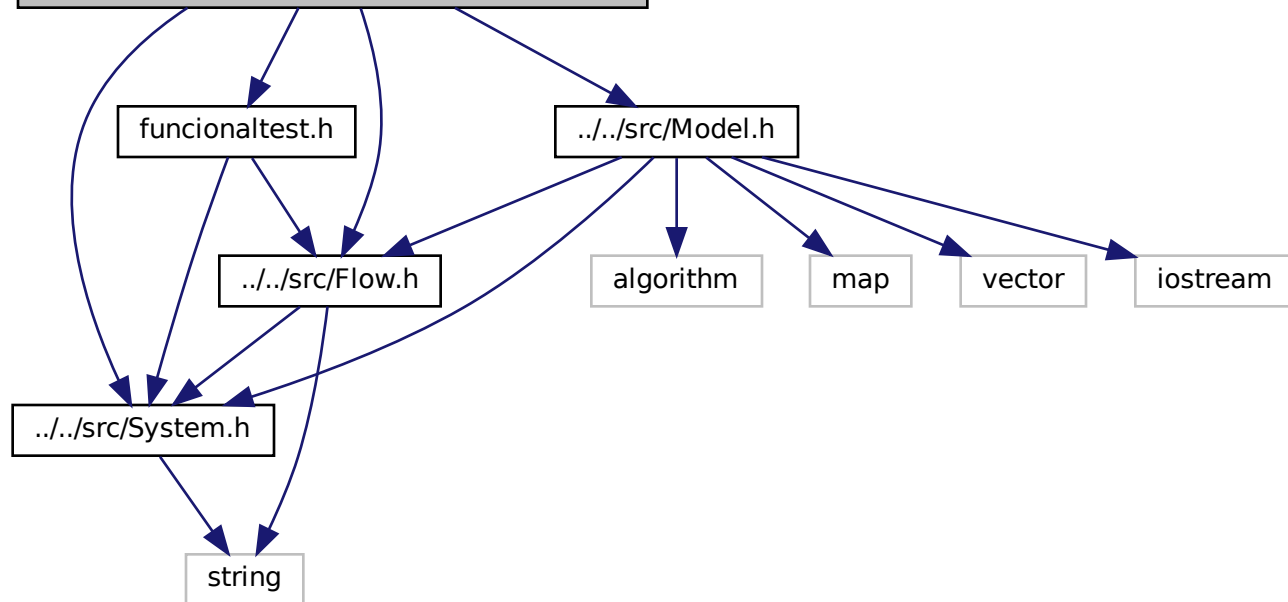 funcionaltest.h
../../src/Model.h
../../src/Flow.h
algorithm
map
vector
iostream
../../src/System.h
string